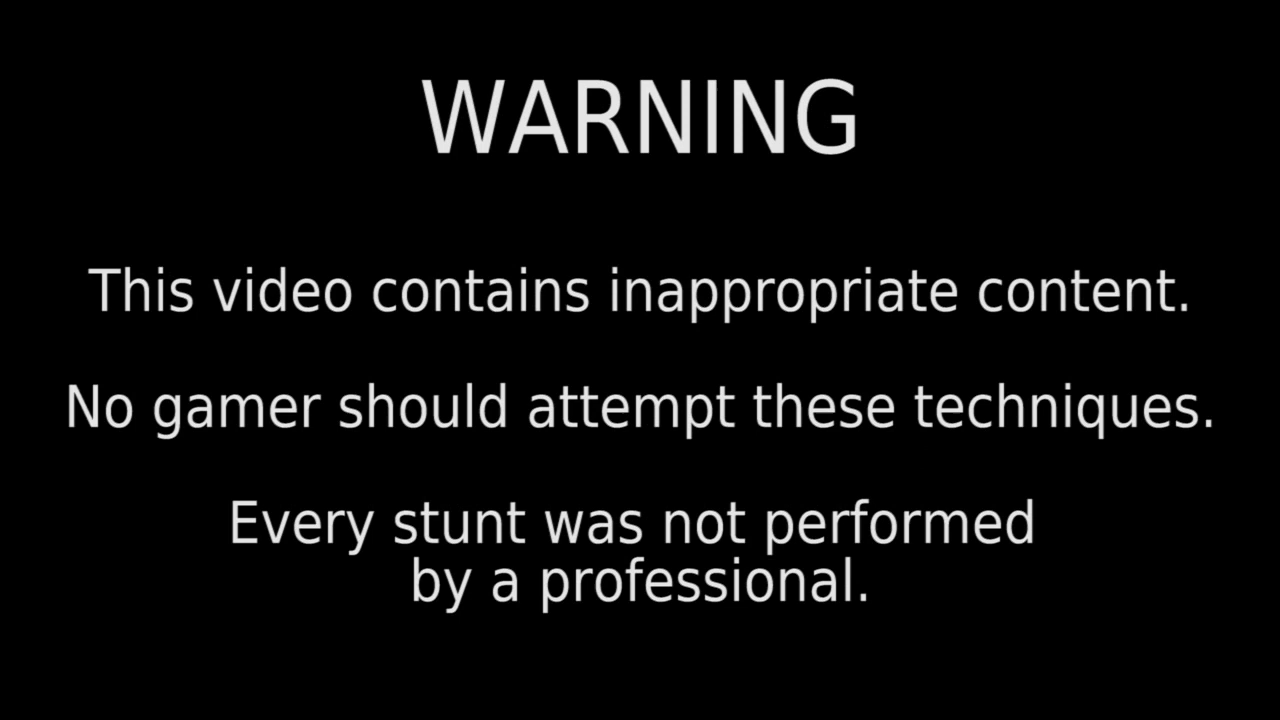 WARNING
This video contains inappropriate content.
No gamer should attempt these techniques.
Every stunt was not performed
by a professional.